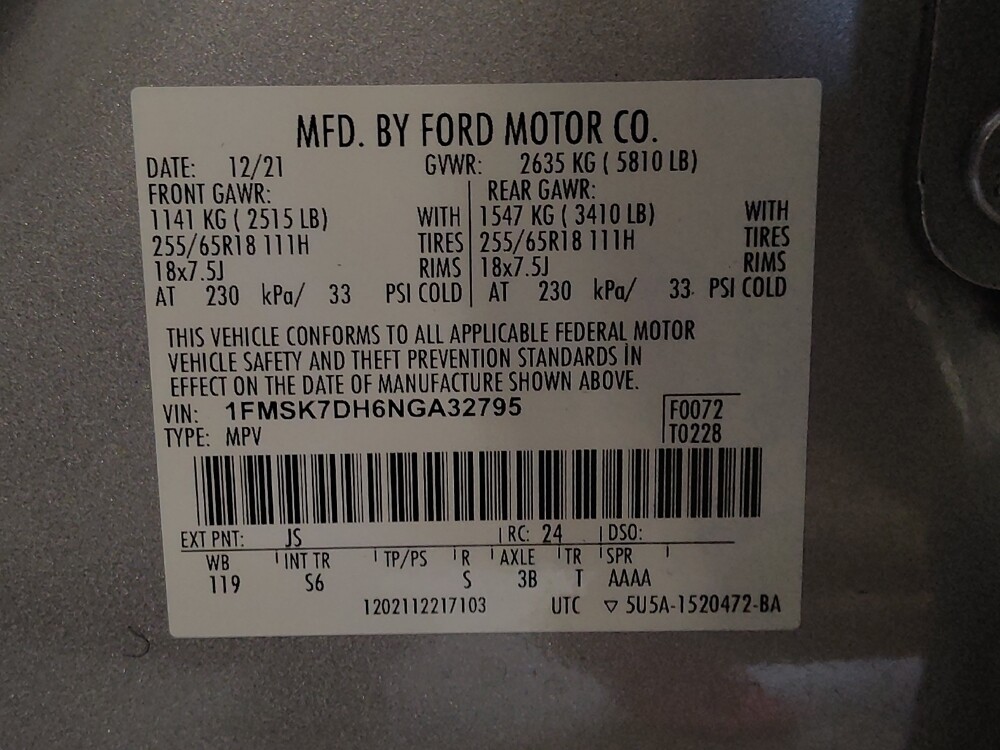 MFD. BY FORD MOTOR CO.
DATE: 12/21 GVWR: 2635 KG ( 5810 LB)
FRONT GAWR: REAR GAWR:
1141 KG ( 2515 LB) WITH 1547 KG ( 3410 LB) WITH
255/65R18 111H TIRES 255/65R18 111H TIRES
18x7.5J RIMS 18x7.5J RIMS
AT 230 kPa/ 33 PSI COLD AT 230 kPa/ 33 PSI COLD
THIS VEHICLE CONFORMS TO ALL APPLICABLE FEDERAL MOTOR
VEHICLE SAFETY AND THEFT PREVENTION STANDARDS IN
EFFECT ON THE DATE OF MANUFACTURE SHOWN ABOVE.
VIN: 1FMSK7DH6NGA32795 F0072
TYPE: MPV T0228
EXT PNT: JS RC: 24 DSO:
WB INT TR TP/PS R AXLE TR SPR
119 S6 S 3B T AAAA
1202112217103 UTC ▽ 5U5A-1520472-BA